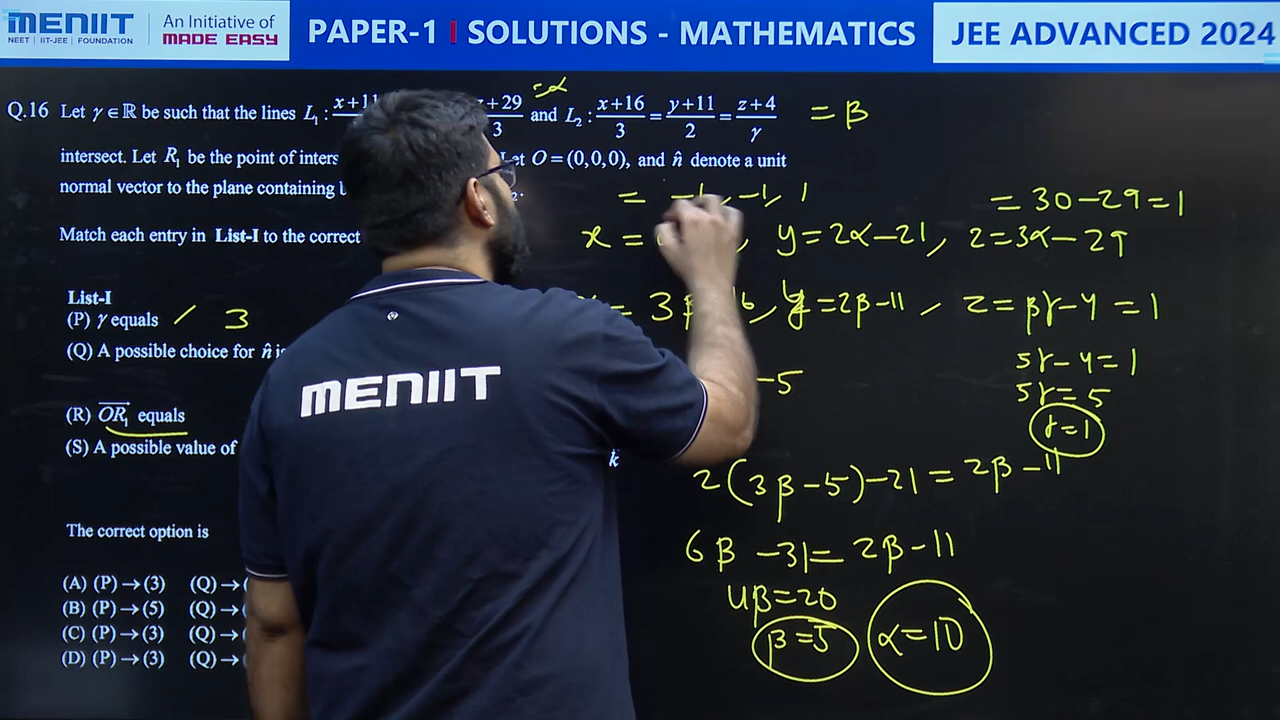 MENIIT
NEET | IIT-JEE | FOUNDATION
An Initiative of
MADE EASY
PAPER-1 | SOLUTIONS - MATHEMATICS
JEE ADVANCED 2024
Q.16 Let γ ∈ ℝ be such that the lines L₁ : x+11 z+29/3 = α and L₂ : x+16/3 = y+11/2 = z+4/γ = β
intersect. Let R₁ be the point of O = (0,0,0), and n̂ denote a unit
normal vector to the plane containing
= -1, -1, 1
= 30-29=1
Match each entry in List-I to the correct
x = , y=2α-21, z=3α-29
List-I
(P) γ equals / 3
= 3β , y=2β-11, z=βγ-4=1
(Q) A possible choice for n̂
5γ-4=1
-5
5γ=5
(R) OR₁ equals
γ=1
(S) A possible value of
k̂
2(3β-5)-21=2β-11
The correct option is
6β-31=2β-11
(A) (P)→(3) (Q)→
4β=20
(B) (P)→(5) (Q)→
(C) (P)→(3) (Q)→
β=5
α=10
(D) (P)→(3) (Q)→
MENIIT